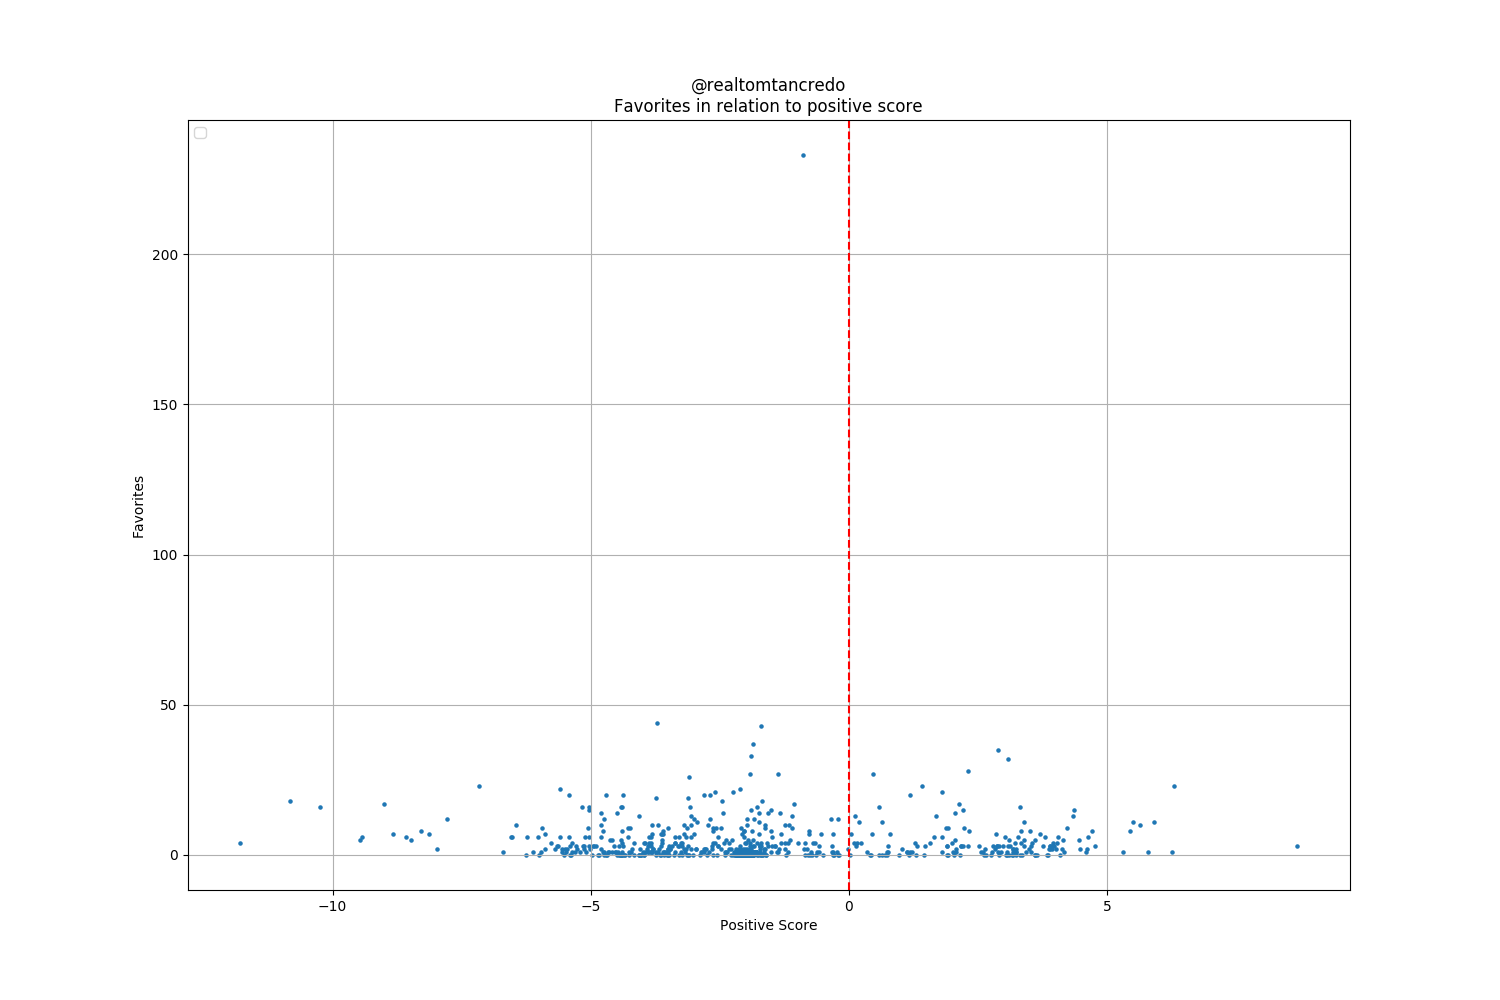 @realtomtancredo
Favorites in relation to positive score
200
150
100
50
0
Favorites
−10
−5
0
5
Positive Score